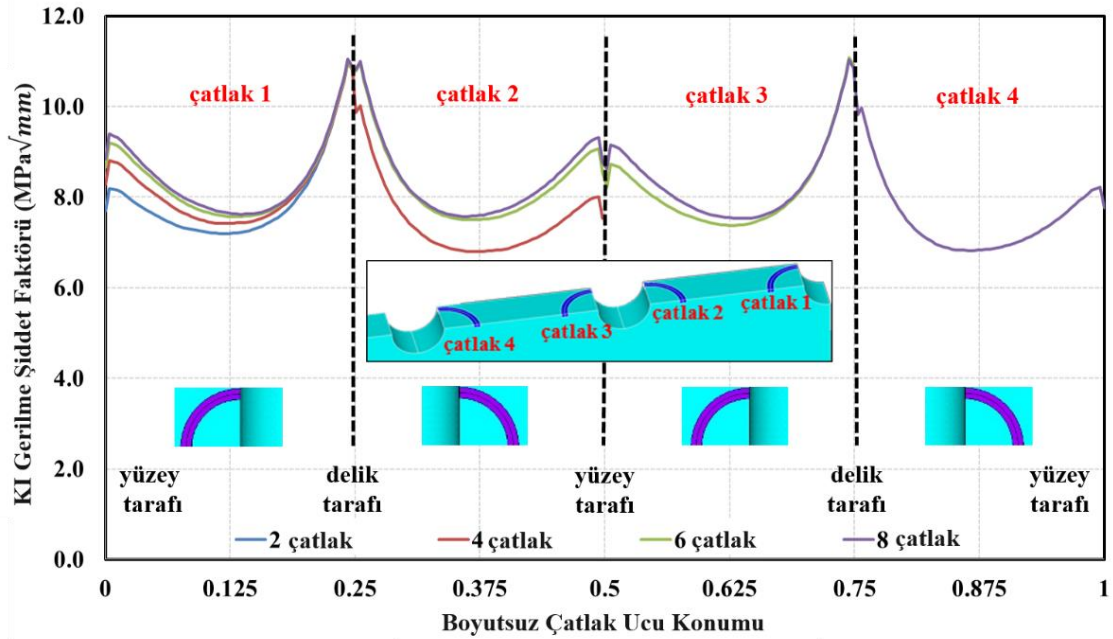 KI Gerilme Şiddet Faktörü (MPa√mm)
12.0
10.0
8.0
6.0
4.0
2.0
0.0
12.0
çatlak 1
çatlak 2
çatlak 3
çatlak 4
çatlak 4
çatlak 3
çatlak 2
çatlak 1
yüzey
tarafı
delik
tarafı
yüzey
tarafı
delik
tarafı
yüzey
tarafı
2 çatlak
4 çatlak
6 çatlak
8 çatlak
0
0.125
0.25
0.375
0.5
0.625
0.75
0.875
1
Boyutsuz Çatlak Ucu Konumu